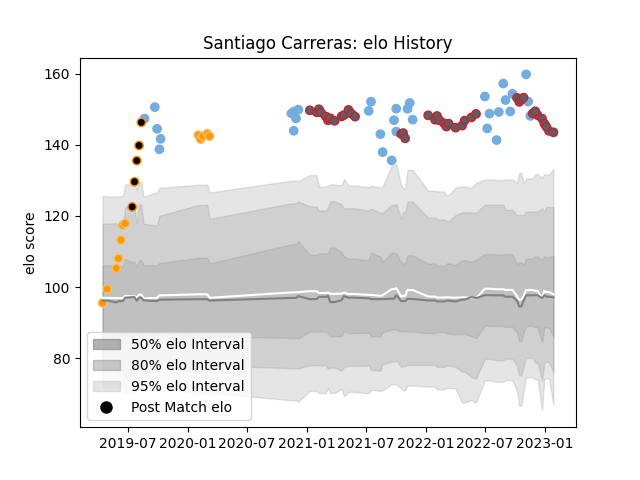 Santiago Carreras: elo History
160
140
120
100
80
elo score
50% elo Interval
80% elo Interval
95% elo Interval
Post Match elo
2019-07 2020-01 2020-07 2021-01 2021-07 2022-01 2022-07 2023-01